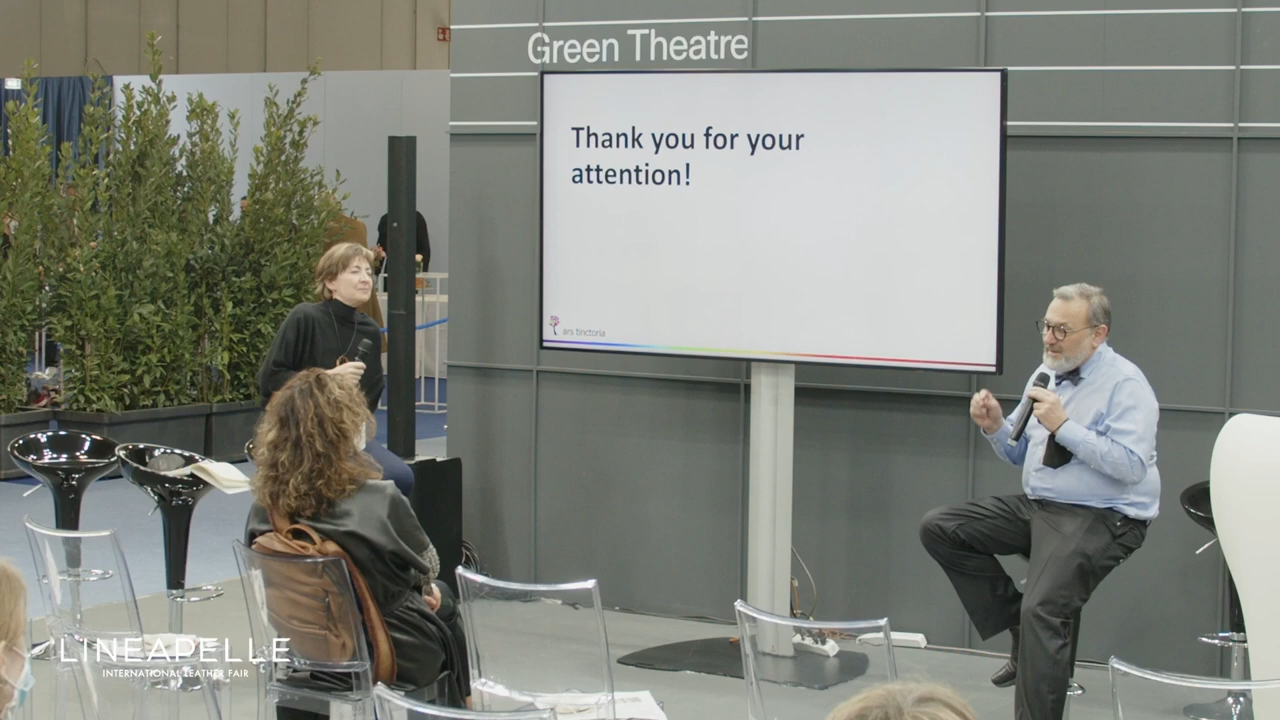 Green Theatre
Thank you for your
attention!
ars tinctoria
LINEAPELLE
INTERNATIONAL LEATHER FAIR